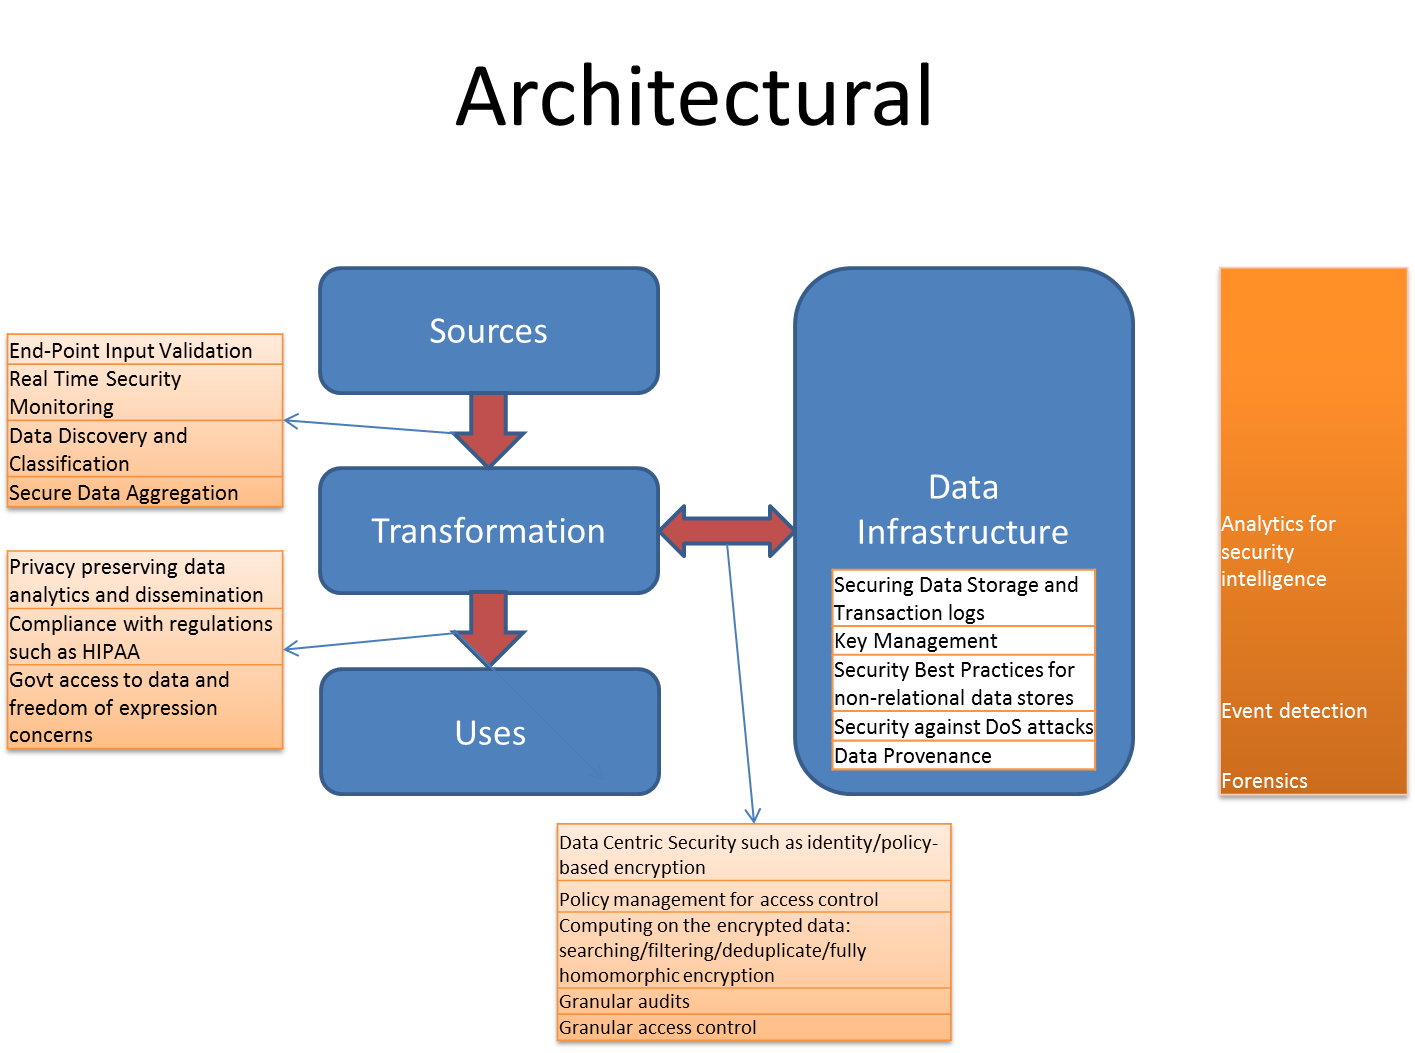 Architectural
Sources
End-Point Input Validation
Real Time Security
Monitoring
Data Discovery and
Classification
Secure Data Aggregation
Transformation
Privacy preserving data
analytics and dissemination
Compliance with regulations
such as HIPAA
Govt access to data and
freedom of expression
concerns
Uses
Data
Infrastructure
Securing Data Storage and
Transaction logs
Key Management
Security Best Practices for
non-relational data stores
Security against DoS attacks
Data Provenance
Data Centric Security such as identity/policy-
based encryption
Policy management for access control
Computing on the encrypted data:
searching/filtering/deduplicate/fully
homomorphic encryption
Granular audits
Granular access control
Analytics for
security
intelligence
Event detection
Forensics